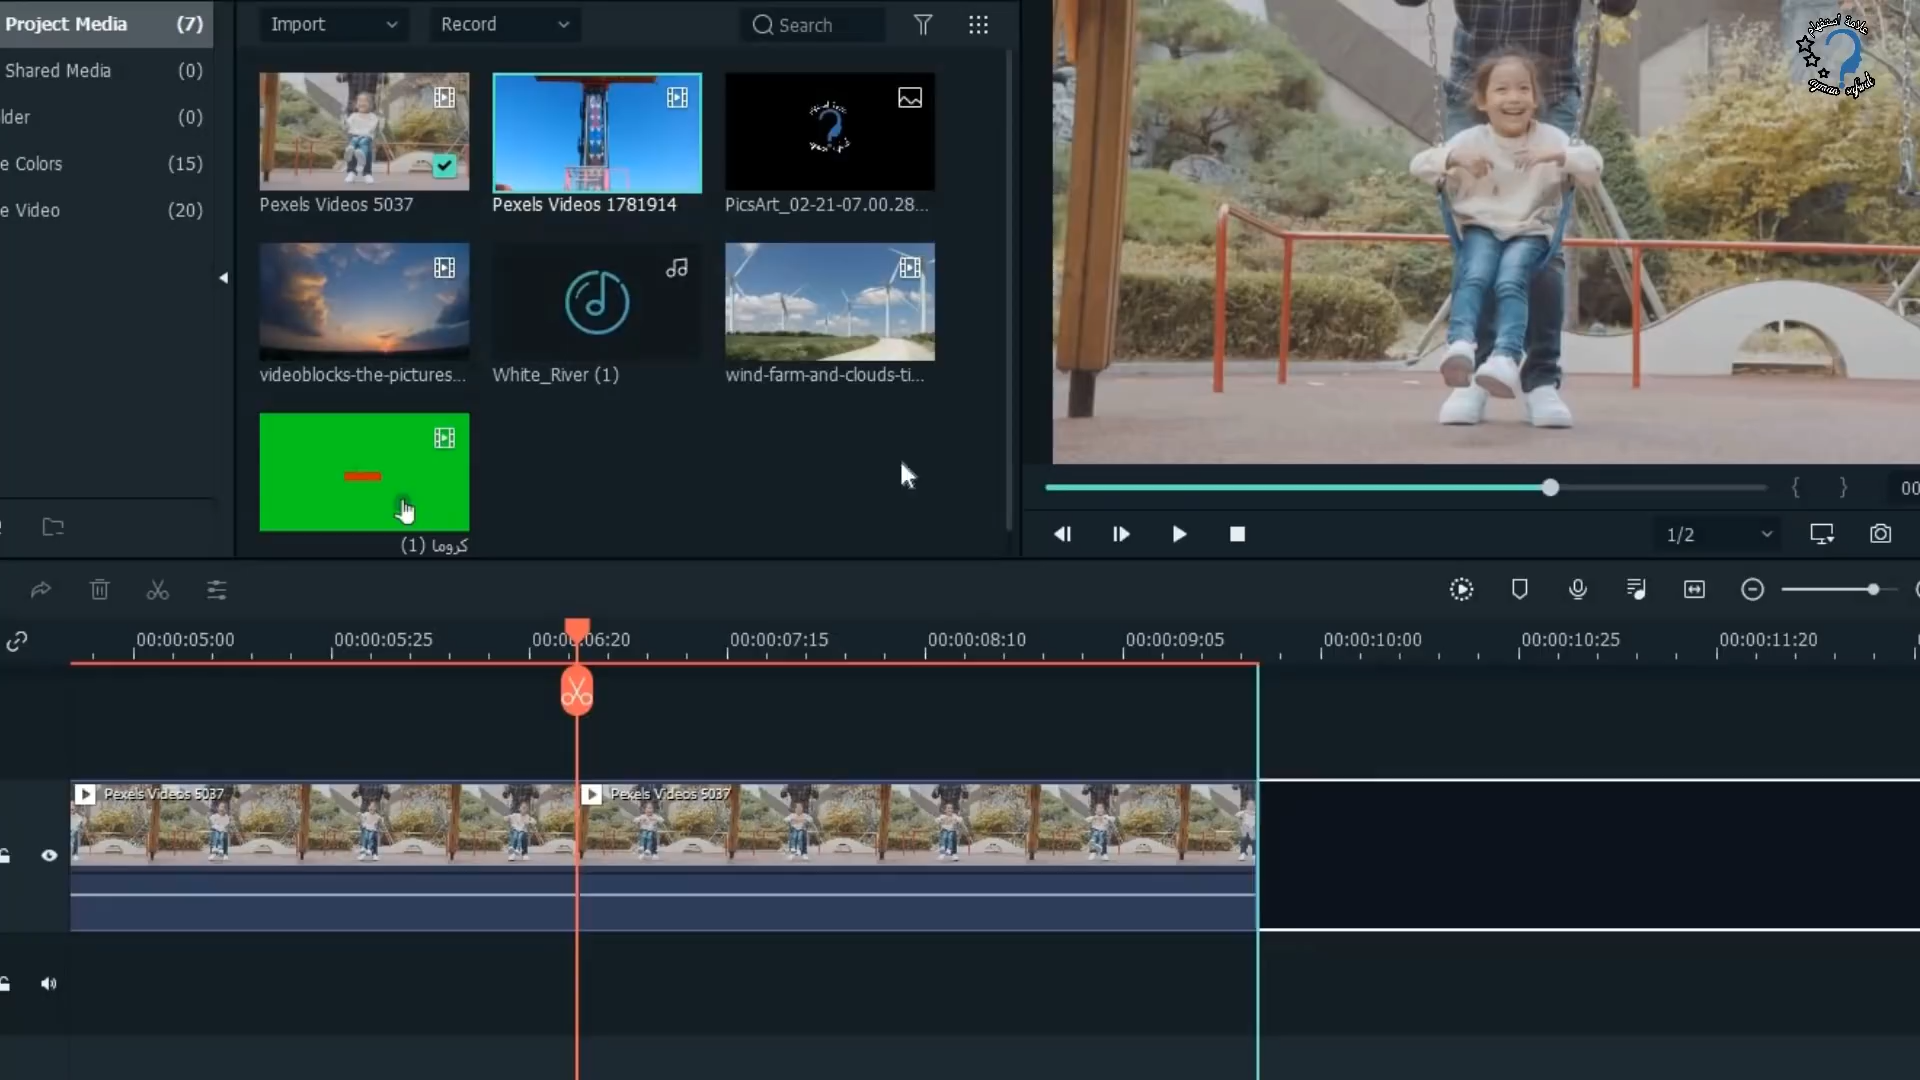 Project Media (7)
Import
Record
Search
Shared Media (0)
lder (0)
e Colors (15)
e Video (20)
Pexels Videos 5037
Pexels Videos 1781914
PicsArt_02-21-07.00.28...
videoblocks-the-pictures...
White_River (1)
wind-farm-and-clouds-ti...
كروما (1)
علامة استفهام
{ }
00
1/2
00:00:05:00
00:00:05:25
00:00:06:20
00:00:07:15
00:00:08:10
00:00:09:05
00:00:10:00
00:00:10:25
00:00:11:20
Pexels Videos 5037
Pexels Videos 5037